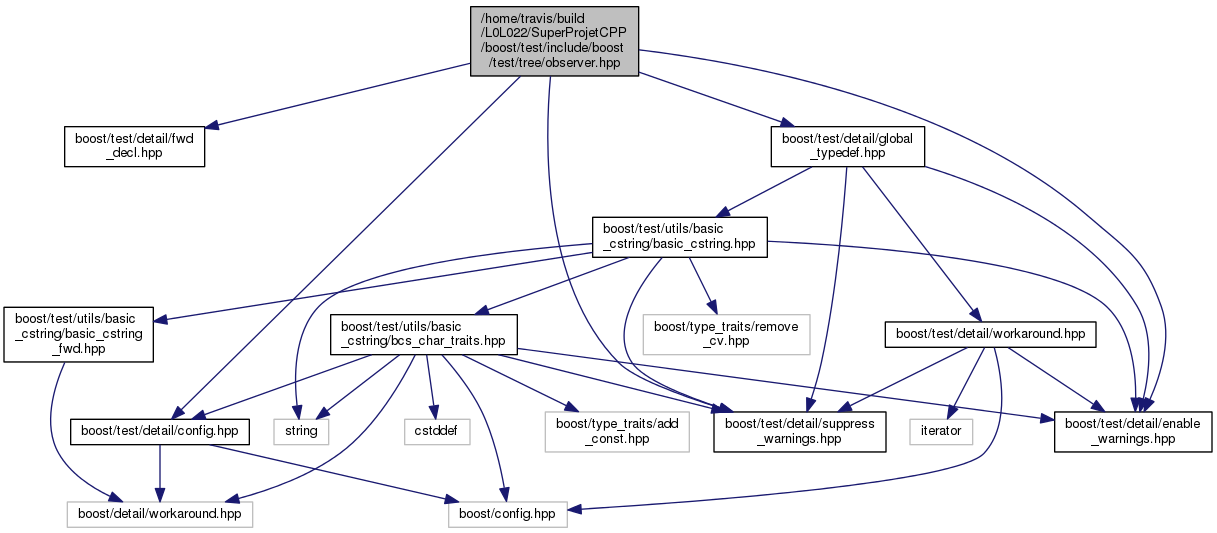 /home/travis/build
/L0L022/SuperProjetCPP
/boost/test/include/boost
/test/tree/observer.hpp
boost/test/detail/fwd
_decl.hpp
boost/test/detail/global
_typedef.hpp
boost/test/utils/basic
_cstring/basic_cstring.hpp
boost/test/utils/basic
_cstring/basic_cstring
_fwd.hpp
boost/test/utils/basic
_cstring/bcs_char_traits.hpp
boost/type_traits/remove
_cv.hpp
boost/test/detail/workaround.hpp
boost/test/detail/config.hpp
string
cstddef
boost/type_traits/add
_const.hpp
boost/test/detail/suppress
_warnings.hpp
iterator
boost/test/detail/enable
_warnings.hpp
boost/detail/workaround.hpp
boost/config.hpp